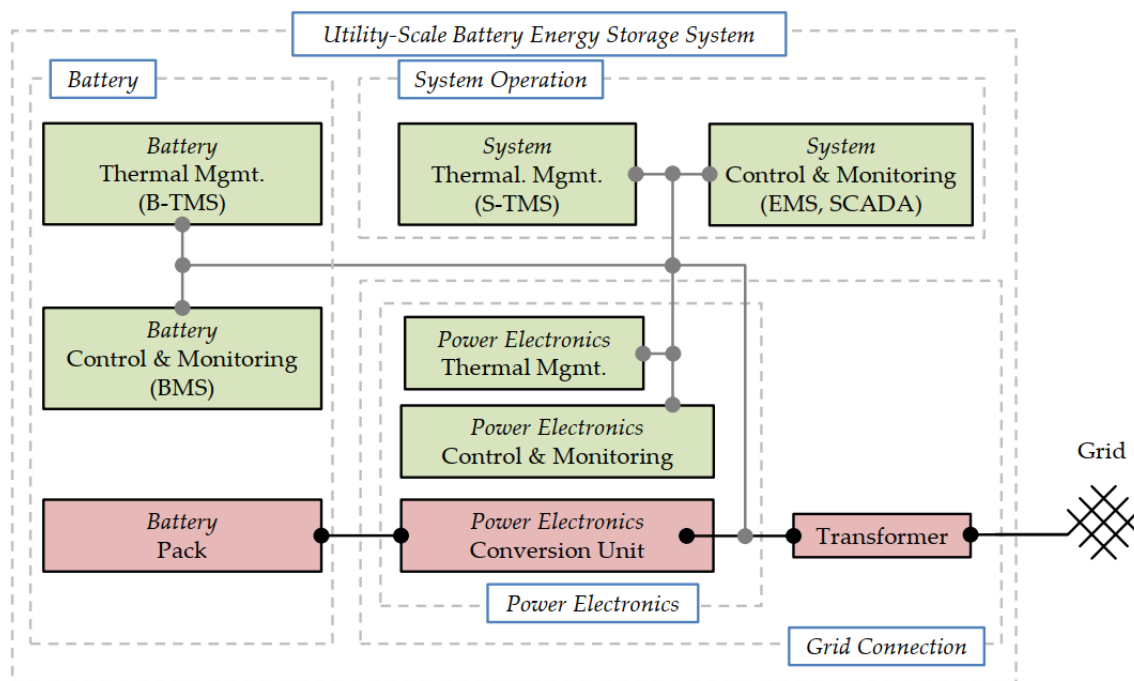 Utility-Scale Battery Energy Storage System
Battery
System Operation
Battery
Thermal Mgmt.
(B-TMS)
System
Thermal. Mgmt.
(S-TMS)
System
Control & Monitoring
(EMS, SCADA)
Battery
Control & Monitoring
(BMS)
Power Electronics
Thermal Mgmt.
Power Electronics
Control & Monitoring
Battery
Pack
Power Electronics
Conversion Unit
Transformer
Grid
Power Electronics
Grid Connection